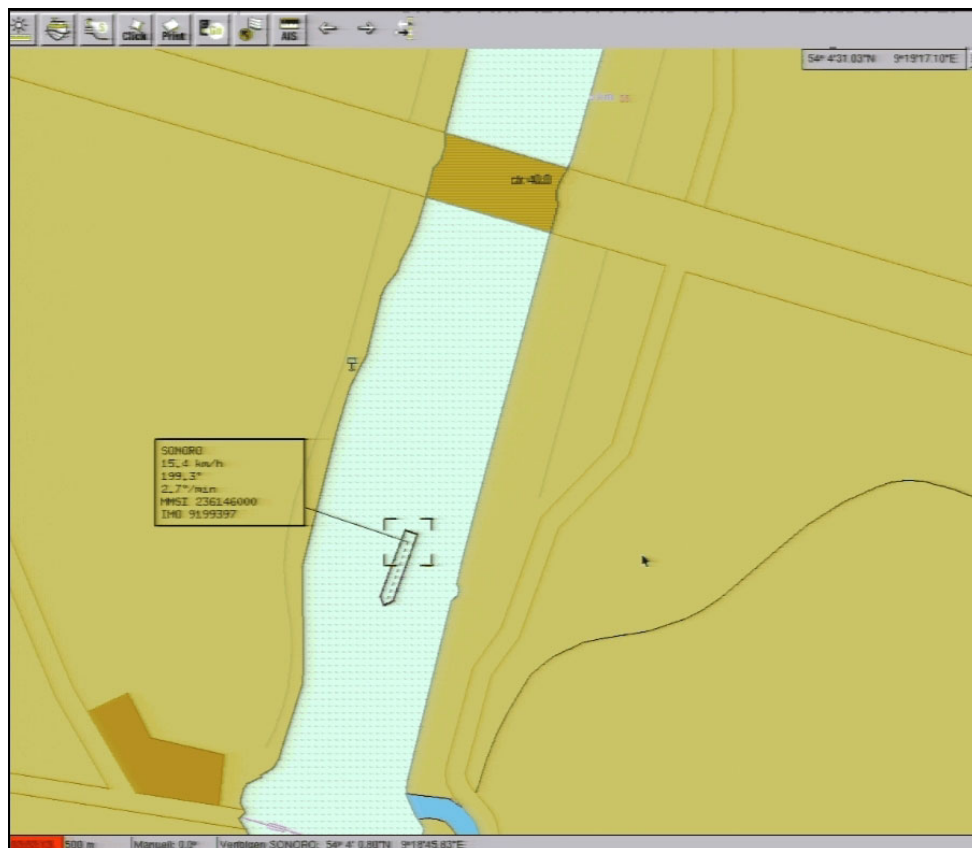 Click Print AIS
54° 4'31.03"N 9°19'17.10"E
km
clr 40.0
SONORO
15.4 km/h
199.3°
2.7°/min
MMSI 236146000
IMO 9199397
500 m Manuell: 0.0° Verfolgen SONORO: 54° 4' 0.80"N 9°18'45.83"E